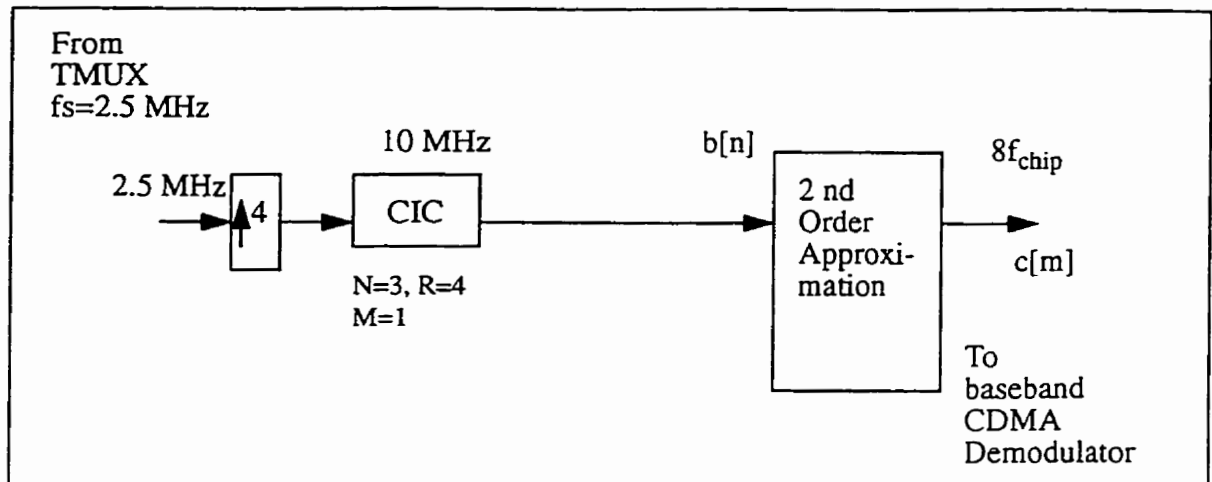 From
TMUX
fs=2.5 MHz
2.5 MHz
4
10 MHz
CIC
N=3, R=4
M=1
b[n]
2 nd
Order
Approxi-
mation
8f_chip
c[m]
To
baseband
CDMA
Demodulator